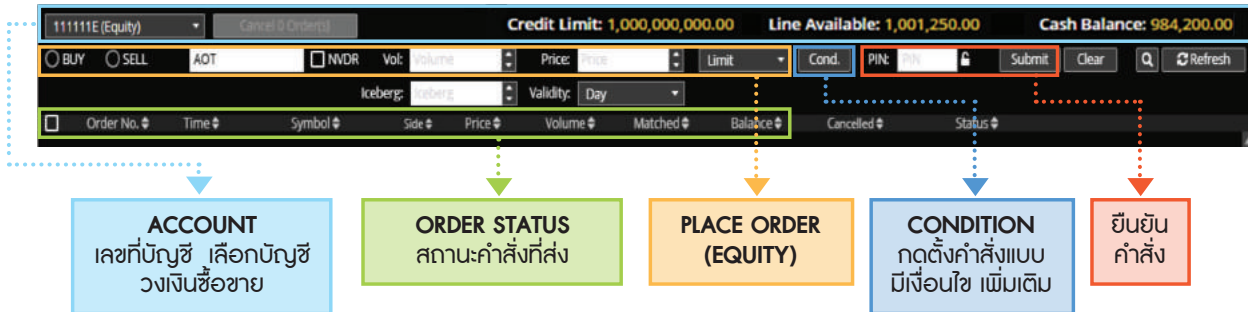 111111E (Equity) Cancel 0 Order(s) Credit Limit: 1,000,000,000.00 Line Available: 1,001,250.00 Cash Balance: 984,200.00
BUY SELL AOT NVDR Vol: Volume Price: Price Limit Cond. PIN: PIN Submit Clear Refresh
Iceberg: Iceberg Validity: Day
Order No. Time Symbol Side Price Volume Matched Balance Cancelled Status
ACCOUNT
เลขที่บัญชี เลือกบัญชี
วงเงินซื้อขาย
ORDER STATUS
สถานะคำสั่งที่ส่ง
PLACE ORDER
(EQUITY)
CONDITION
กดตั้งคำสั่งแบบ
มีเงื่อนไข เพิ่มเติม
ยืนยัน
คำสั่ง